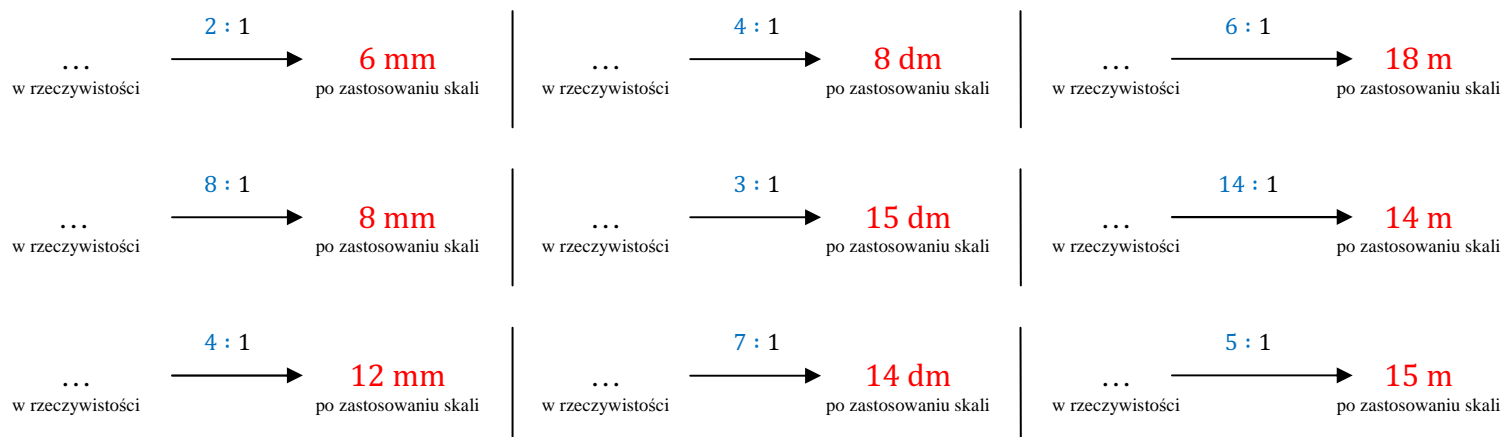 2 : 1 4 : 1 6 : 1
… 6 mm … 8 dm … 18 m
w rzeczywistości po zastosowaniu skali w rzeczywistości po zastosowaniu skali w rzeczywistości po zastosowaniu skali
8 : 1 3 : 1 14 : 1
… 8 mm … 15 dm … 14 m
w rzeczywistości po zastosowaniu skali w rzeczywistości po zastosowaniu skali w rzeczywistości po zastosowaniu skali
4 : 1 7 : 1 5 : 1
… 12 mm … 14 dm … 15 m
w rzeczywistości po zastosowaniu skali w rzeczywistości po zastosowaniu skali w rzeczywistości po zastosowaniu skali